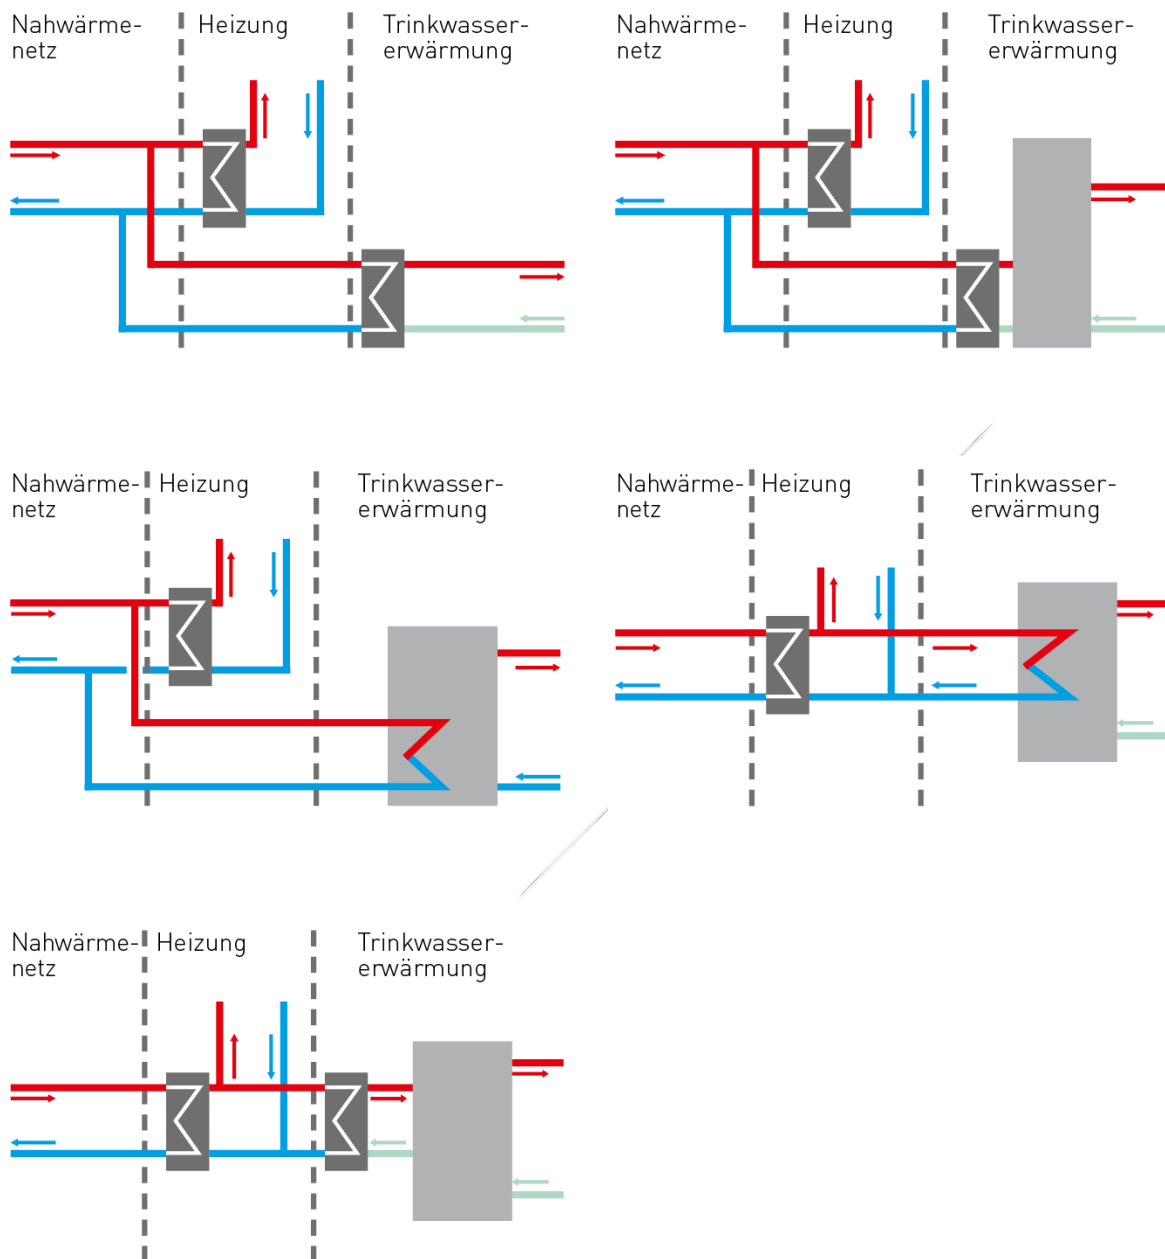 Nahwärme-
netz
Heizung
Trinkwasser-
erwärmung
Nahwärme-
netz
Heizung
Trinkwasser-
erwärmung
Nahwärme-
netz
Heizung
Trinkwasser-
erwärmung
Nahwärme-
netz
Heizung
Trinkwasser-
erwärmung
Nahwärme-
netz
Heizung
Trinkwasser-
erwärmung